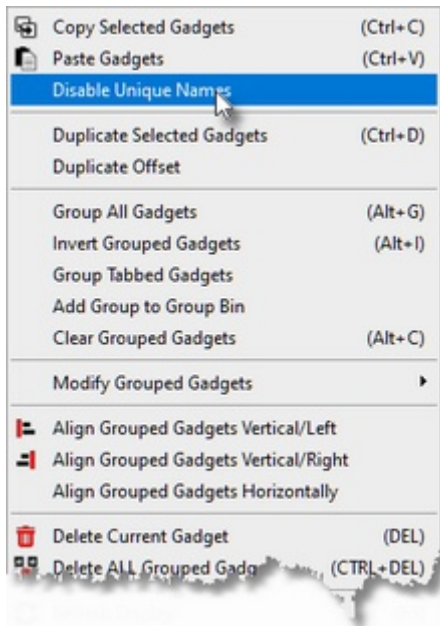 Copy Selected Gadgets (Ctrl+C)
Paste Gadgets (Ctrl+V)
Disable Unique Names
Duplicate Selected Gadgets (Ctrl+D)
Duplicate Offset
Group All Gadgets (Alt+G)
Invert Grouped Gadgets (Alt+I)
Group Tabbed Gadgets
Add Group to Group Bin
Clear Grouped Gadgets (Alt+C)
Modify Grouped Gadgets
Align Grouped Gadgets Vertical/Left
Align Grouped Gadgets Vertical/Right
Align Grouped Gadgets Horizontally
Delete Current Gadget (DEL)
Delete ALL Grouped Gadg (CTRL+DEL)